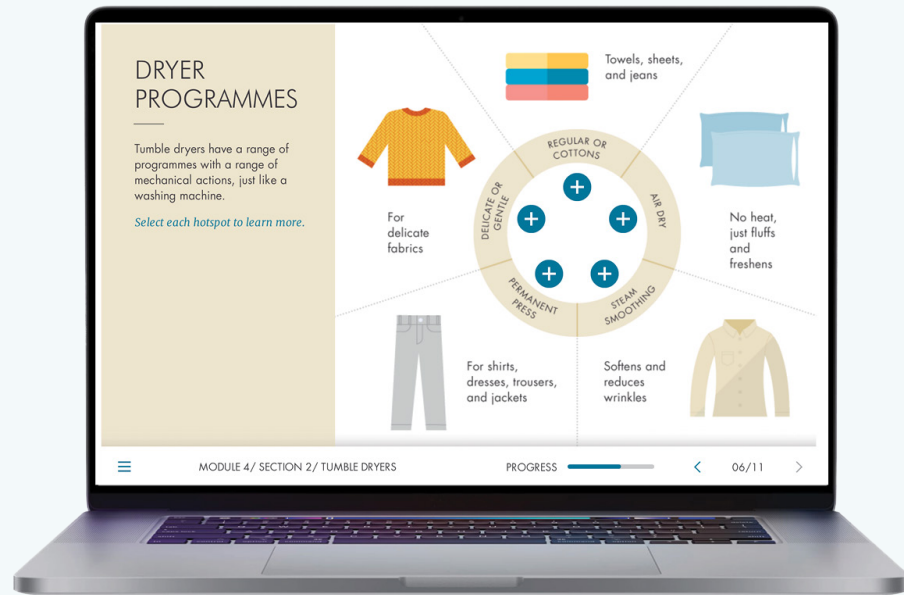 DRYER
PROGRAMMES
Tumble dryers have a range of
programmes with a range of
mechanical actions, just like a
washing machine.
Select each hotspot to learn more.
Towels, sheets,
and jeans
REGULAR OR
COTTONS
AIR DRY
No heat,
just fluffs
and
freshens
STEAM
SMOOTHING
Softens and
reduces
wrinkles
PERMANENT
PRESS
For shirts,
dresses, trousers,
and jackets
DELICATE OR
GENTLE
For
delicate
fabrics
MODULE 4/ SECTION 2/ TUMBLE DRYERS
PROGRESS
06/11